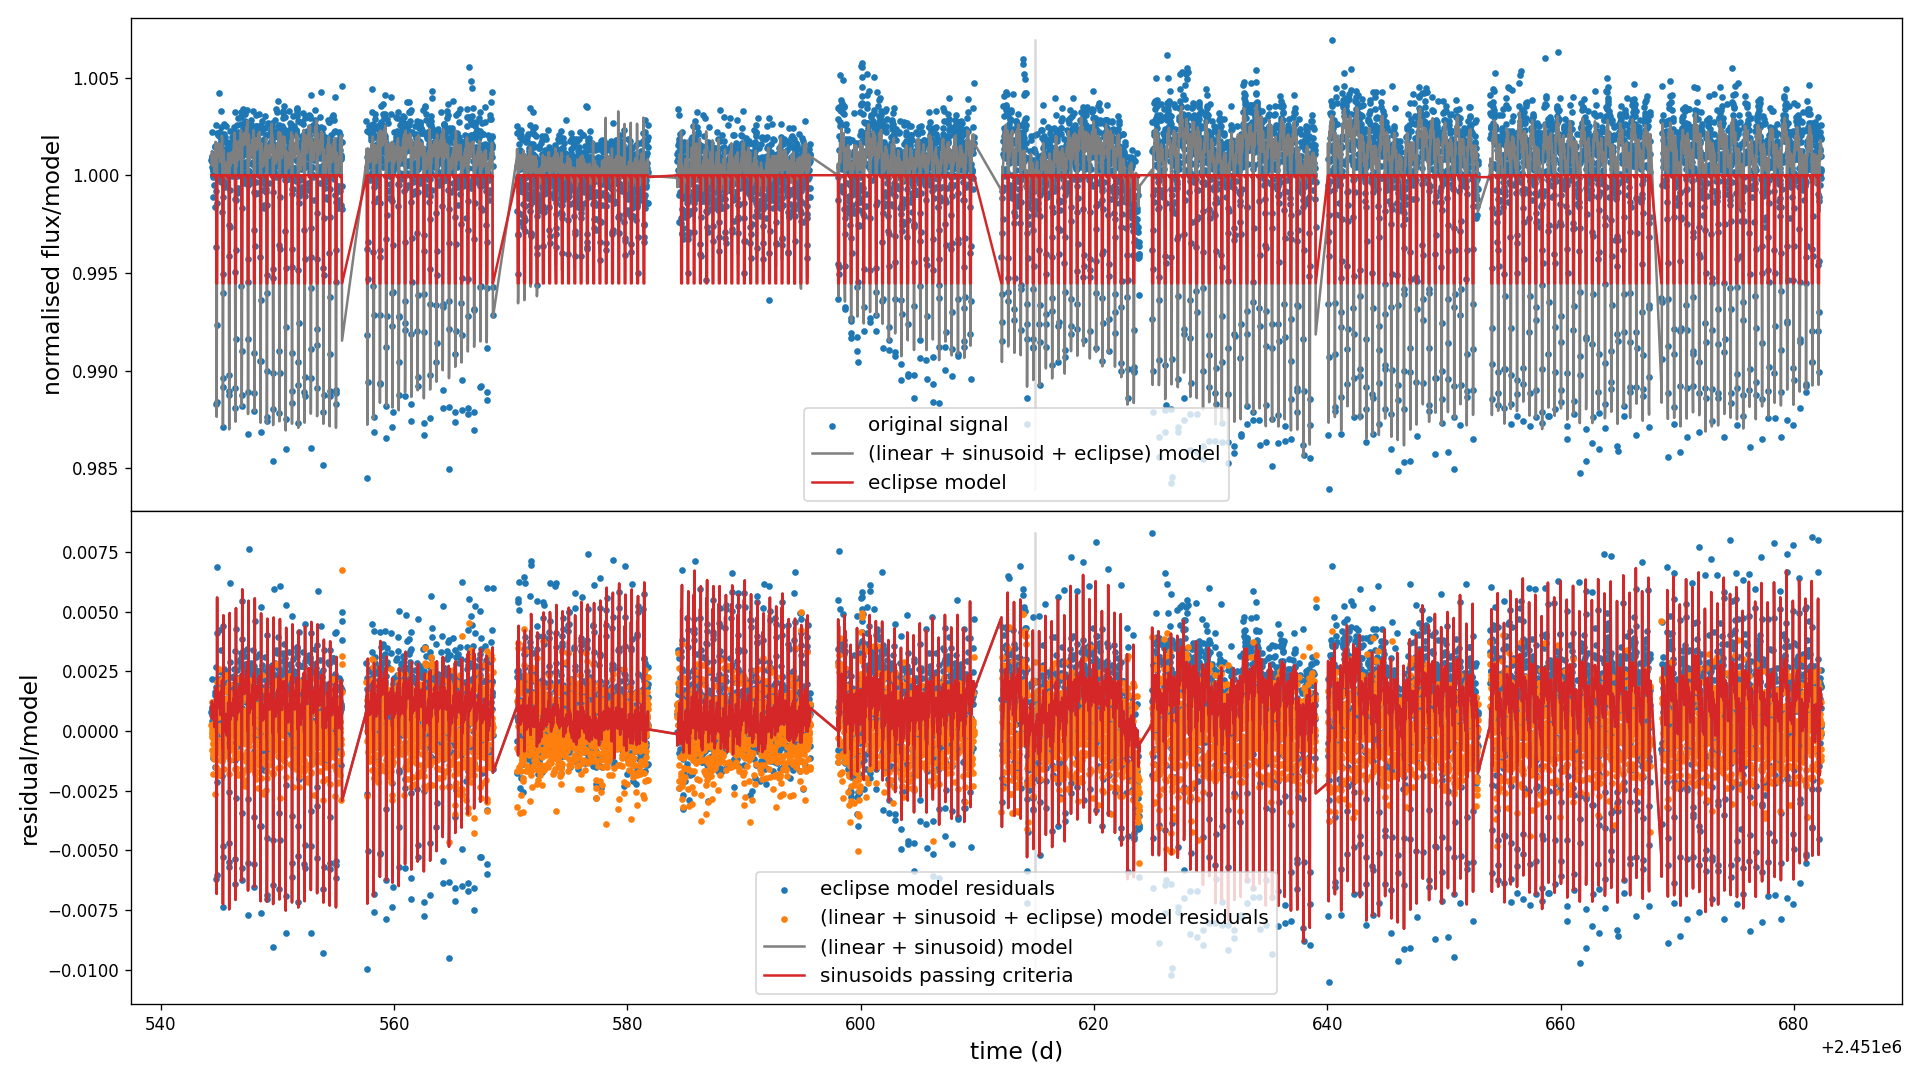 normalised flux/model
1.005
1.000
0.995
0.990
0.985
original signal
(linear + sinusoid + eclipse) model
eclipse model
residual/model
0.0075
0.0050
0.0025
0.0000
−0.0025
−0.0050
−0.0075
−0.0100
eclipse model residuals
(linear + sinusoid + eclipse) model residuals
(linear + sinusoid) model
sinusoids passing criteria
540 560 580 600 620 640 660 680
time (d)
+2.451e6